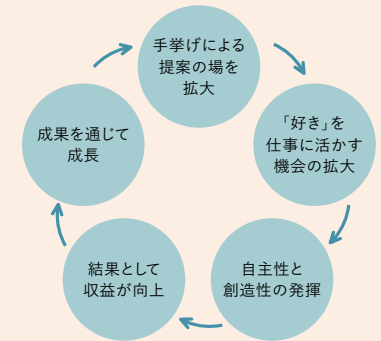 手挙げによる
提案の場を
拡大
「好き」を
仕事に活かす
機会の拡大
自主性と
創造性の発揮
結果として
収益が向上
成果を通じて
成長